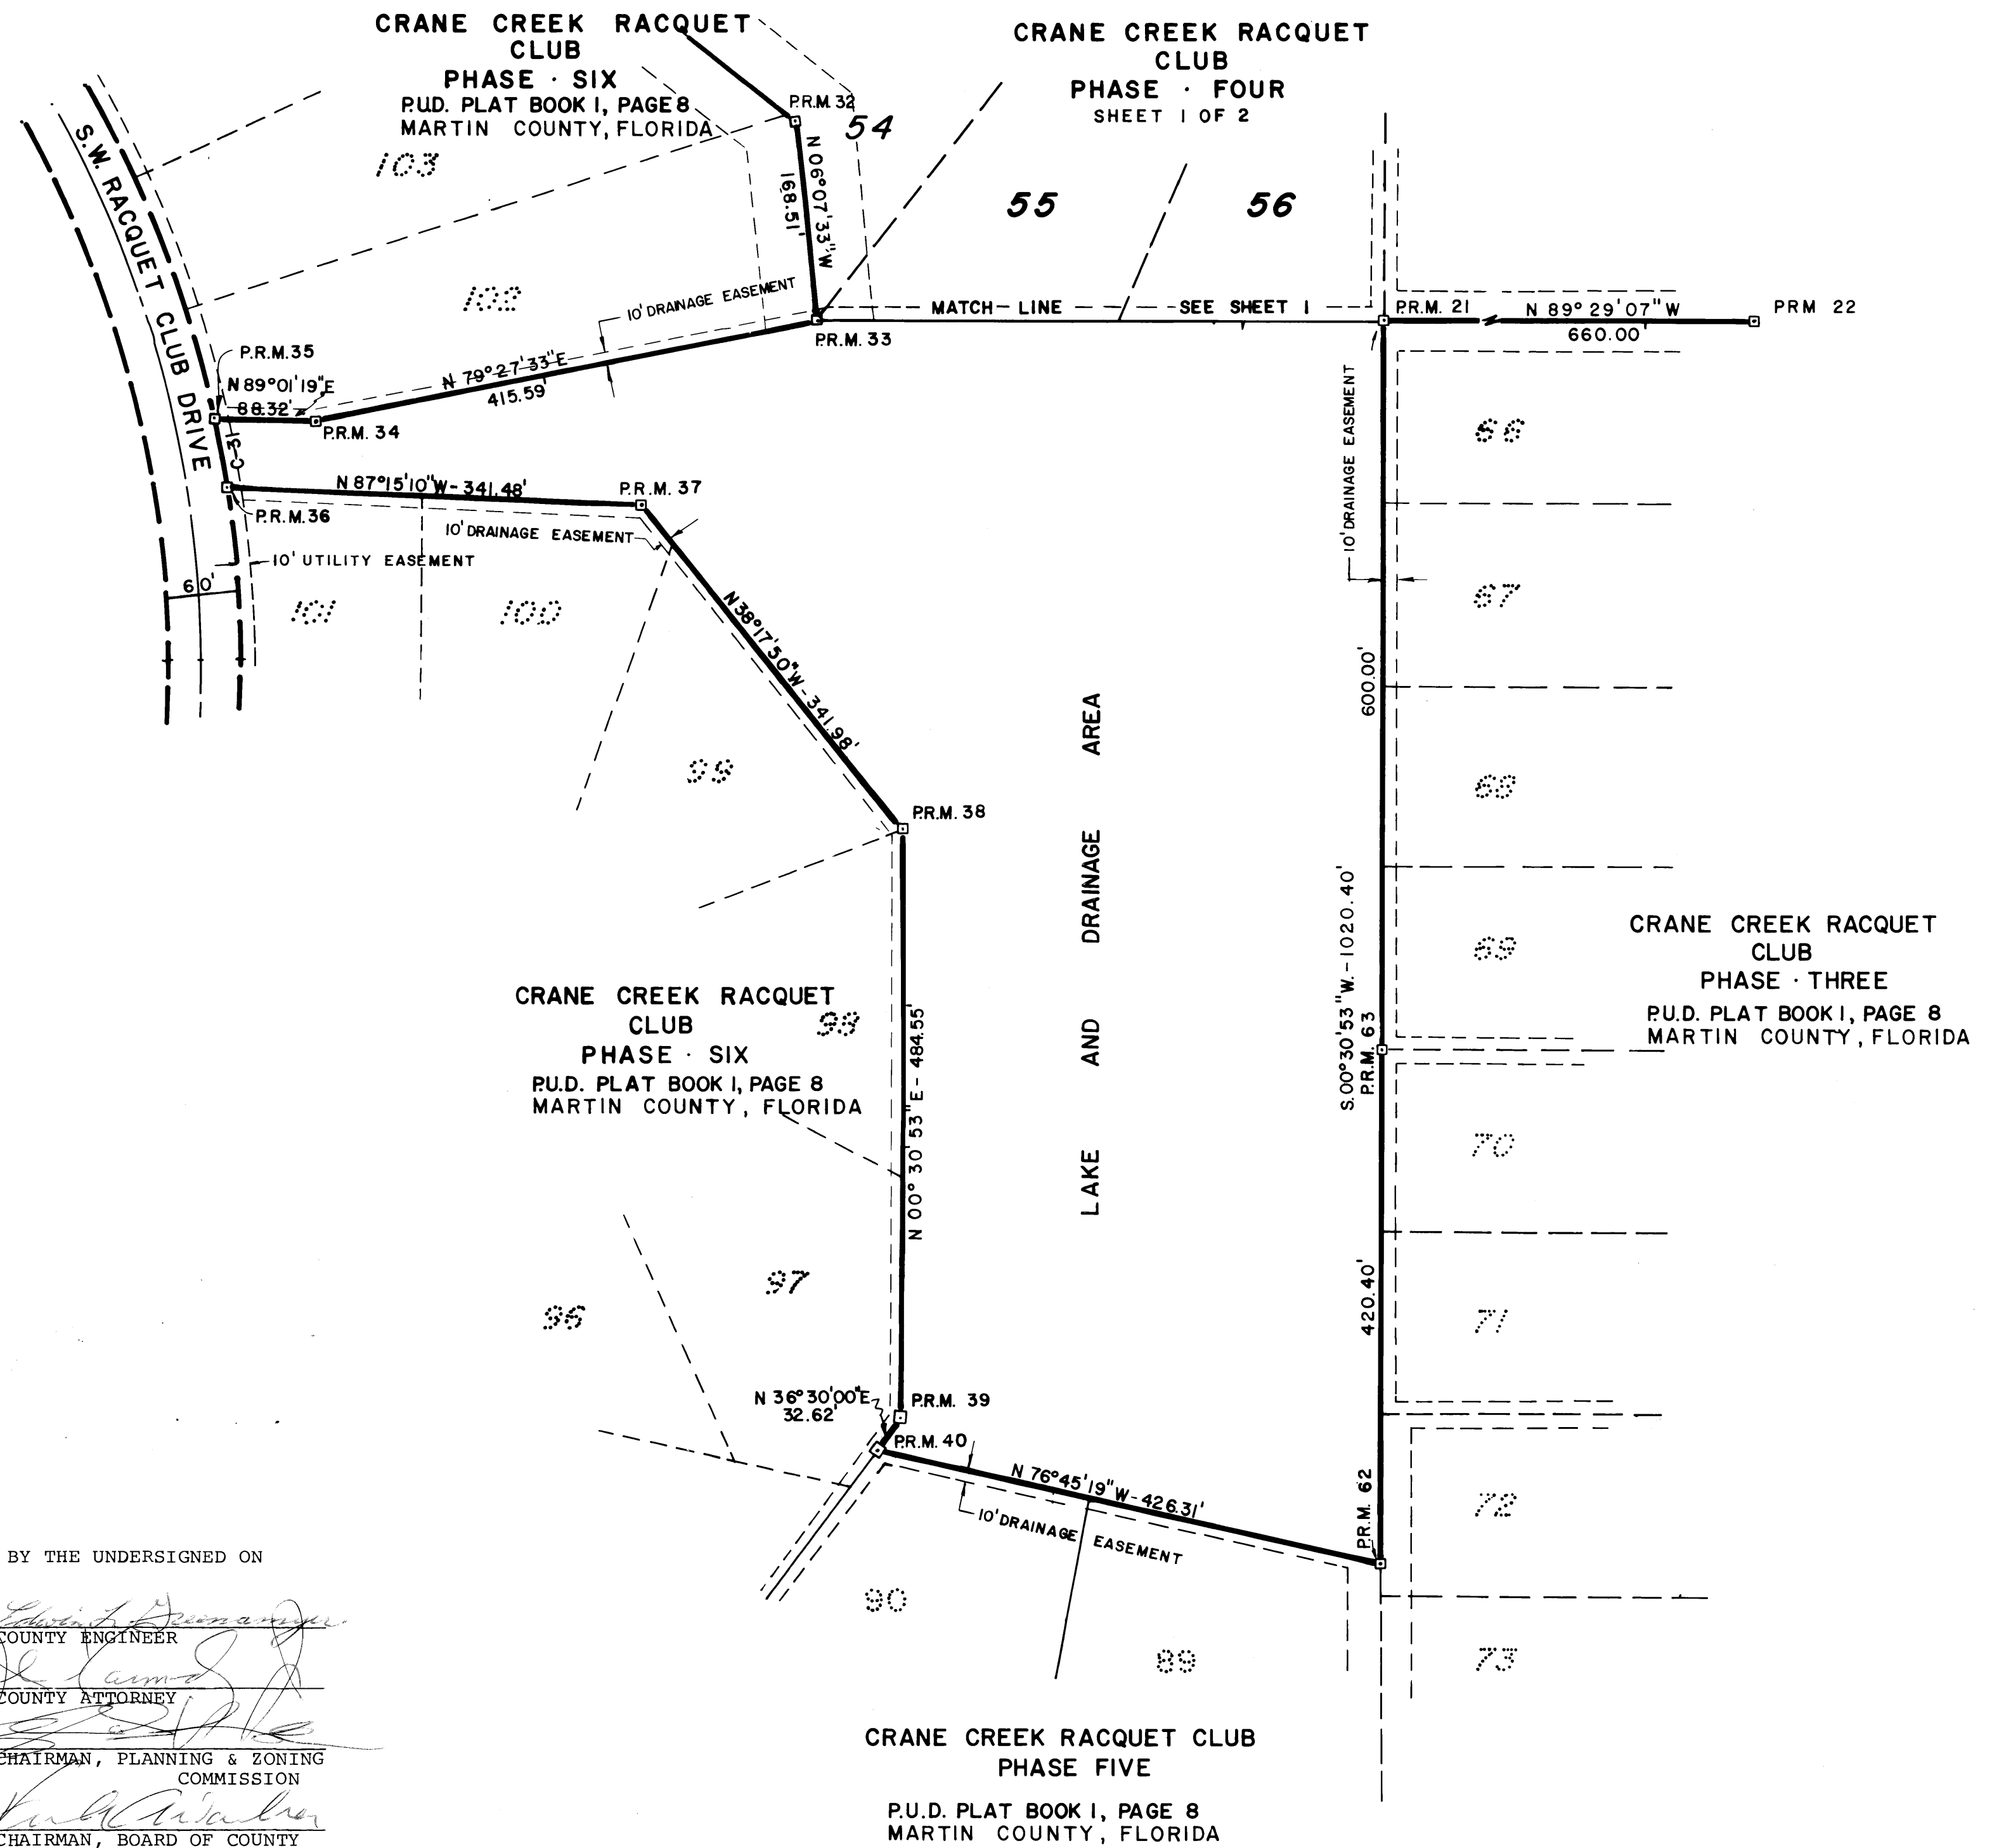 CRANE CREEK RACQUET
CLUB
PHASE · SIX
P.U.D. PLAT BOOK 1, PAGE 8
MARTIN COUNTY, FLORIDA
CRANE CREEK RACQUET
CLUB
PHASE · FOUR
SHEET 1 OF 2
P.R.M. 32
54
103
N 06°07'33"W
168.51'
55
56
S.W. RACQUET CLUB DRIVE
102
10' DRAINAGE EASEMENT
MATCH-LINE
SEE SHEET 1
P.R.M. 21
N 89°29'07"W
660.00'
PRM 22
P.R.M. 33
P.R.M. 35
N 89°01'19"E
88.32'
N 79°27'33"E
415.59'
P.R.M. 34
C-31
N 87°15'10"W-341.48'
P.R.M. 37
P.R.M. 36
10' DRAINAGE EASEMENT
10' UTILITY EASEMENT
60'
101
100
10' DRAINAGE EASEMENT
66
67
N38°17'50"W-341.98'
600.00'
99
68
P.R.M. 38
LAKE AND DRAINAGE AREA
S.00°30'53"W.-1020.40'
P.R.M. 63
69
CRANE CREEK RACQUET
CLUB
PHASE · THREE
P.U.D. PLAT BOOK 1, PAGE 8
MARTIN COUNTY, FLORIDA
CRANE CREEK RACQUET
CLUB
98
PHASE · SIX
P.U.D. PLAT BOOK 1, PAGE 8
MARTIN COUNTY, FLORIDA
N 00°30'53"E-484.55'
70
97
96
420.40'
71
N 36°30'00"E
32.62'
P.R.M. 39
P.R.M. 40
N 76°45'19"W-426.31'
10' DRAINAGE EASEMENT
P.R.M. 62
72
90
89
73
BY THE UNDERSIGNED ON
Edwin L. Greenamyer
COUNTY ENGINEER
COUNTY ATTORNEY
CHAIRMAN, PLANNING & ZONING
COMMISSION
CHAIRMAN, BOARD OF COUNTY
CRANE CREEK RACQUET CLUB
PHASE FIVE
P.U.D. PLAT BOOK 1, PAGE 8
MARTIN COUNTY, FLORIDA